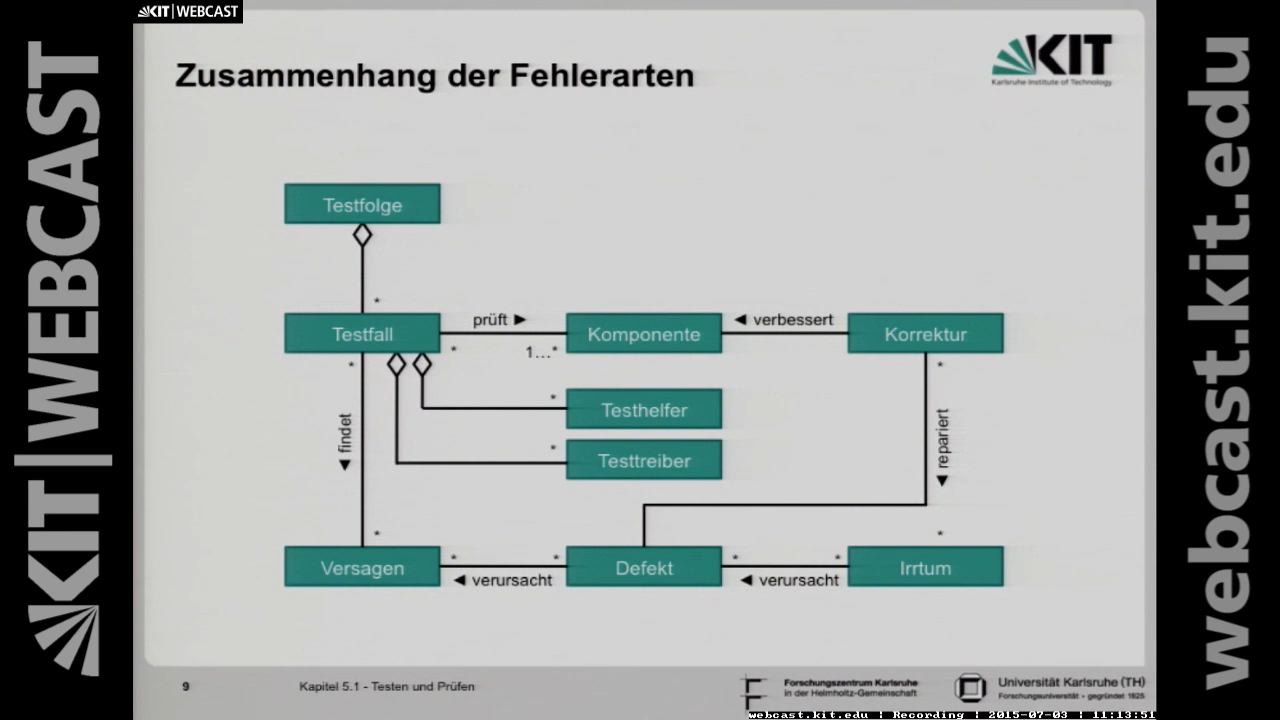 KIT|WEBCAST
KIT|WEBCAST
webcast.kit.edu
Zusammenhang der Fehlerarten
KIT
Karlsruhe Institute of Technology
Testfolge
*
Testfall
prüft ►
* 1…*
Komponente
◄ verbessert
Korrektur
*
*
* Testhelfer
◄ findet
◄ repariert
* Testtreiber
*
*
Versagen
* *
◄ verursacht
Defekt
* *
◄ verursacht
Irrtum
9
Kapitel 5.1 - Testen und Prüfen
Forschungszentrum Karlsruhe
in der Helmholtz-Gemeinschaft
Universität Karlsruhe (TH)
Forschungsuniversität • gegründet 1825
webcast.kit.edu | Recording | 2015-07-03 | 11:13:51